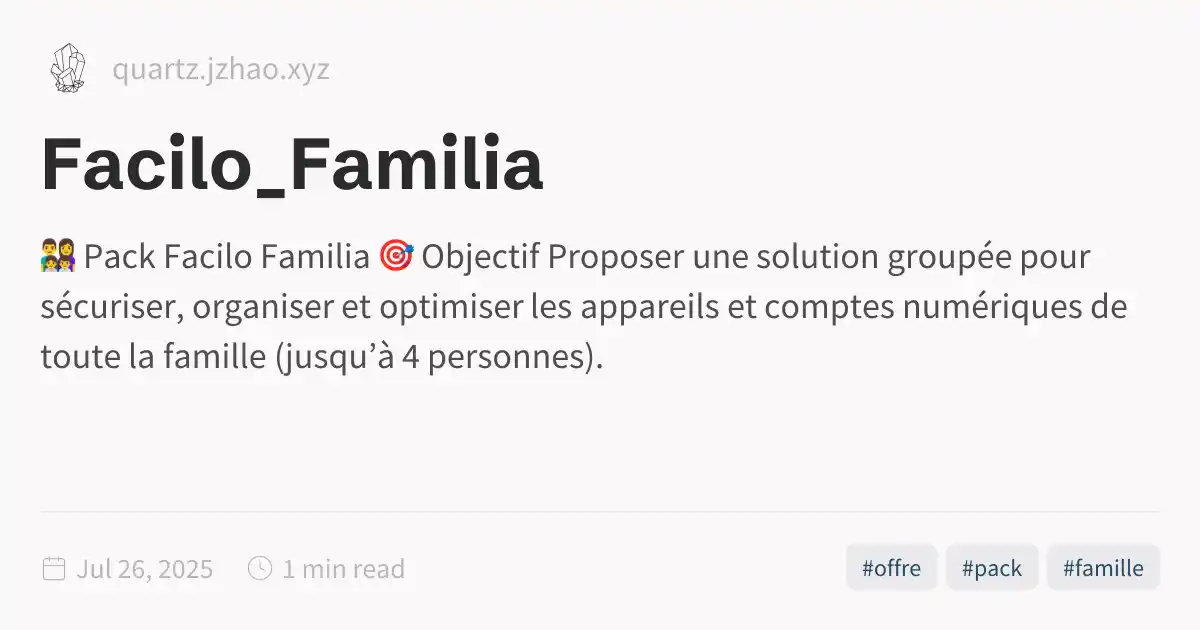 quartz.jzhao.xyz
Facilo_Familia
👨‍👩‍👧‍👦 Pack Facilo Familia 🎯 Objectif Proposer une solution groupée pour
sécuriser, organiser et optimiser les appareils et comptes numériques de
toute la famille (jusqu’à 4 personnes).
Jul 26, 2025 1 min read #offre #pack #famille